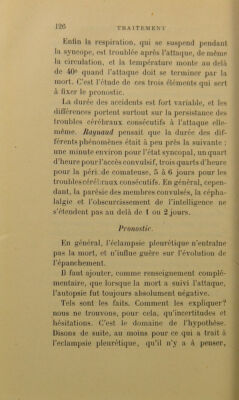 126 TRAITEMENT
Enfin la respiration, qui se suspend pendant
la syncope, est troublée après l'attaque, de même
la circulation, et la température monte au delà
de 40° quand l'attaque doit se terminer par la
mort. C'est l'étude de ces trois éléments qui sert
à fixer le pronostic.
La durée des accidents est fort variable, et les
différences portent surtout sur la persistance des
troubles cérébraux consécutifs à l'attaque elle-
même. Raynaud pensait que la durée des dif-
férents phénomènes était à peu près la suivante :
une minute environ pour l'état syncopal, un quart
d'heure pour l'accès convulsif, trois quarts d'heure
pour la péri de comateuse, 5 à 6 jours pour les
troubles cérébraux consécutifs. En général, cepen-
dant, la parésie des membres convulsés, la cépha-
lalgie et l'obscurcissement de l'intelligence ne
s'étendent pas au delà de 1 ou 2 jours.
Pronostic.
En général, l'éclampsie pleurétique n'entraîne
pas la mort, et n'influe guère sur l'évolution de
l'épanchement.
Il faut ajouter, comme renseignement complé-
mentaire, que lorsque la mort a suivi l'attaque,
l'autopsie fut toujours absolument négative.
Tels sont les faits. Comment les expliquer?
nous ne trouvons, pour cela, qu'incertitudes et
hésitations. C'est le domaine de l'hypothèse.
Disons de suite, au moins pour ce qui a trait à
l'eclampsie pleurétique, qu'il n'y a à penser,